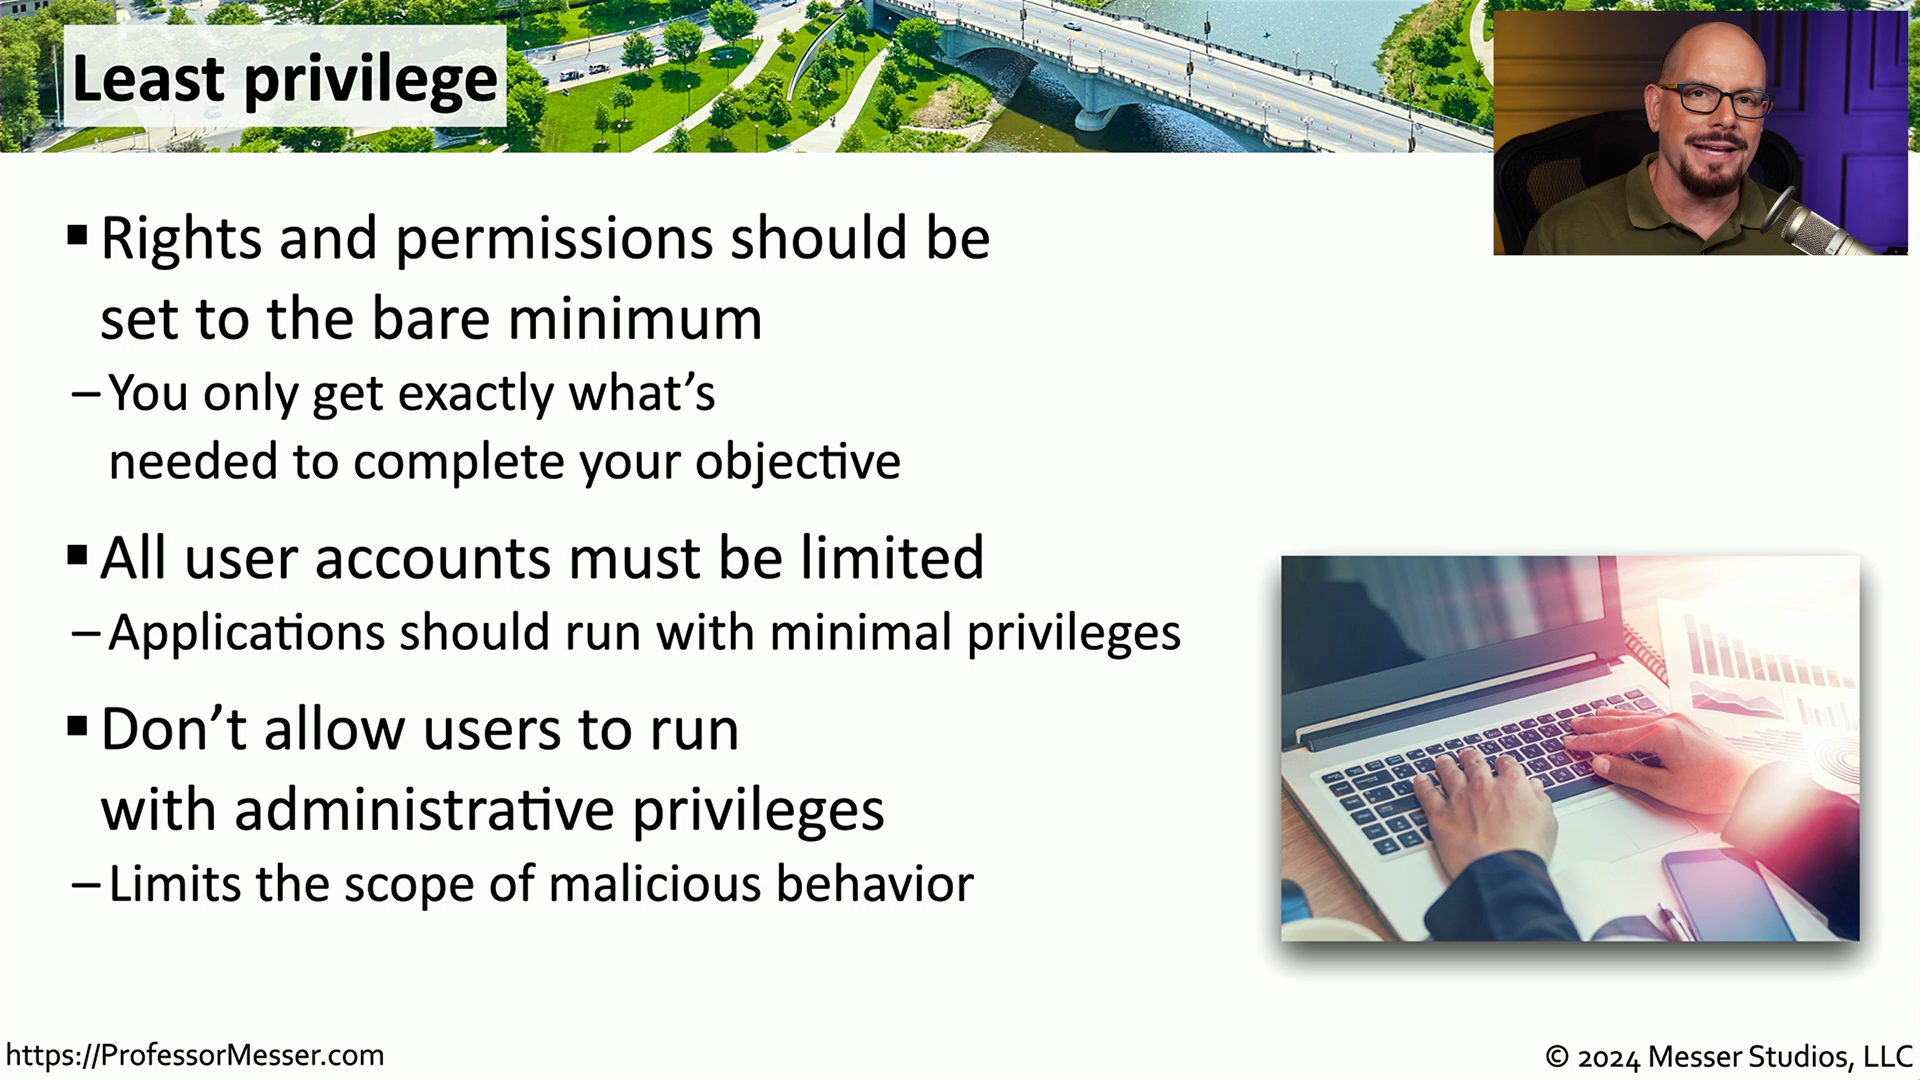 Least privilege
▪ Rights and permissions should be
set to the bare minimum
– You only get exactly what’s
needed to complete your objective
▪ All user accounts must be limited
– Applications should run with minimal privileges
▪ Don’t allow users to run
with administrative privileges
– Limits the scope of malicious behavior
https://ProfessorMesser.com
© 2024 Messer Studios, LLC